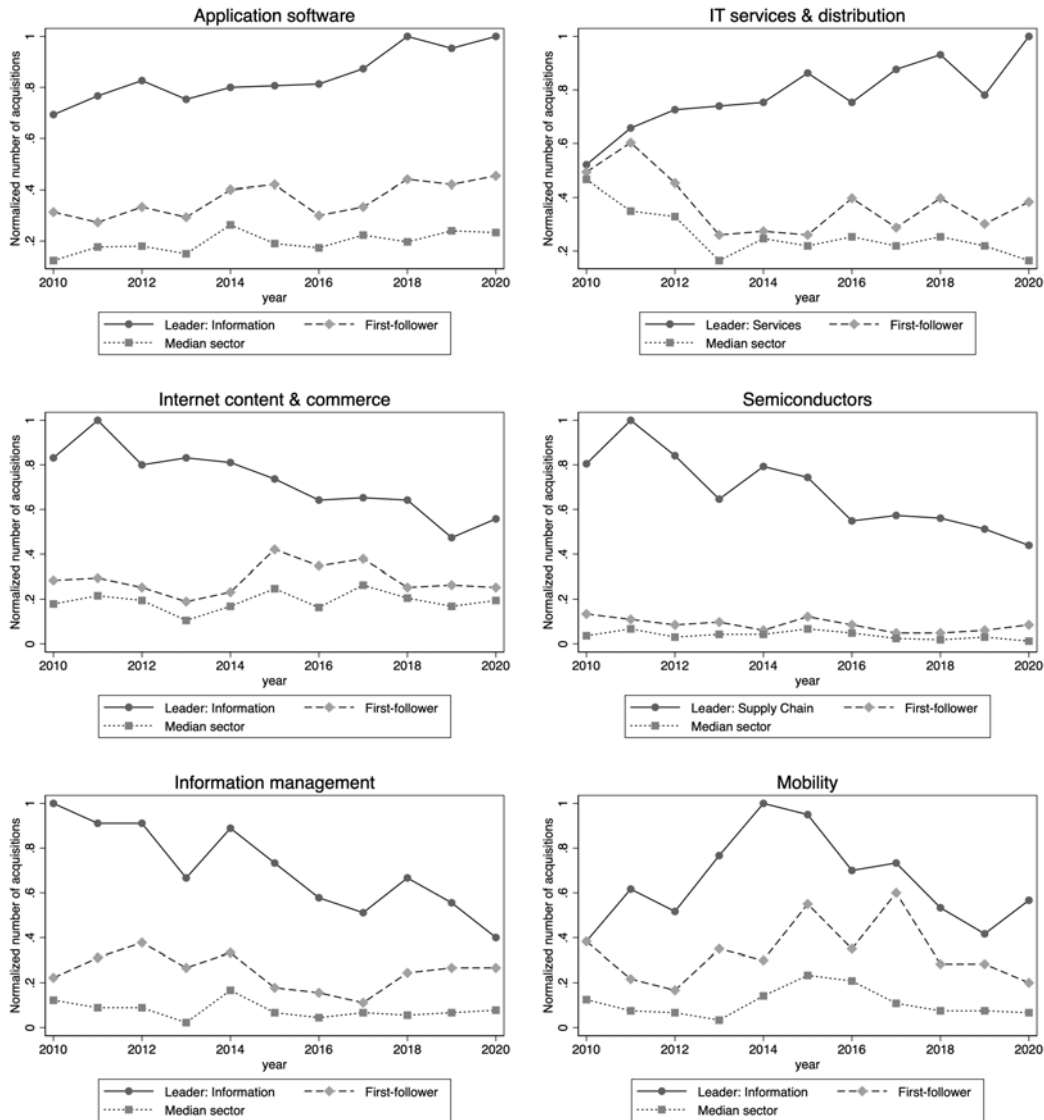 Application software
Normalized number of acquisitions
.2 .4 .6 .8 1
2010 2012 2014 2016 2018 2020
year
Leader: Information First-follower
Median sector
IT services & distribution
Normalized number of acquisitions
.2 .4 .6 .8 1
2010 2012 2014 2016 2018 2020
year
Leader: Services First-follower
Median sector
Internet content & commerce
Normalized number of acquisitions
0 .2 .4 .6 .8 1
2010 2012 2014 2016 2018 2020
year
Leader: Information First-follower
Median sector
Semiconductors
Normalized number of acquisitions
0 .2 .4 .6 .8 1
2010 2012 2014 2016 2018 2020
year
Leader: Supply Chain First-follower
Median sector
Information management
Normalized number of acquisitions
0 .2 .4 .6 .8 1
2010 2012 2014 2016 2018 2020
year
Leader: Information First-follower
Median sector
Mobility
Normalized number of acquisitions
0 .2 .4 .6 .8 1
2010 2012 2014 2016 2018 2020
year
Leader: Information First-follower
Median sector